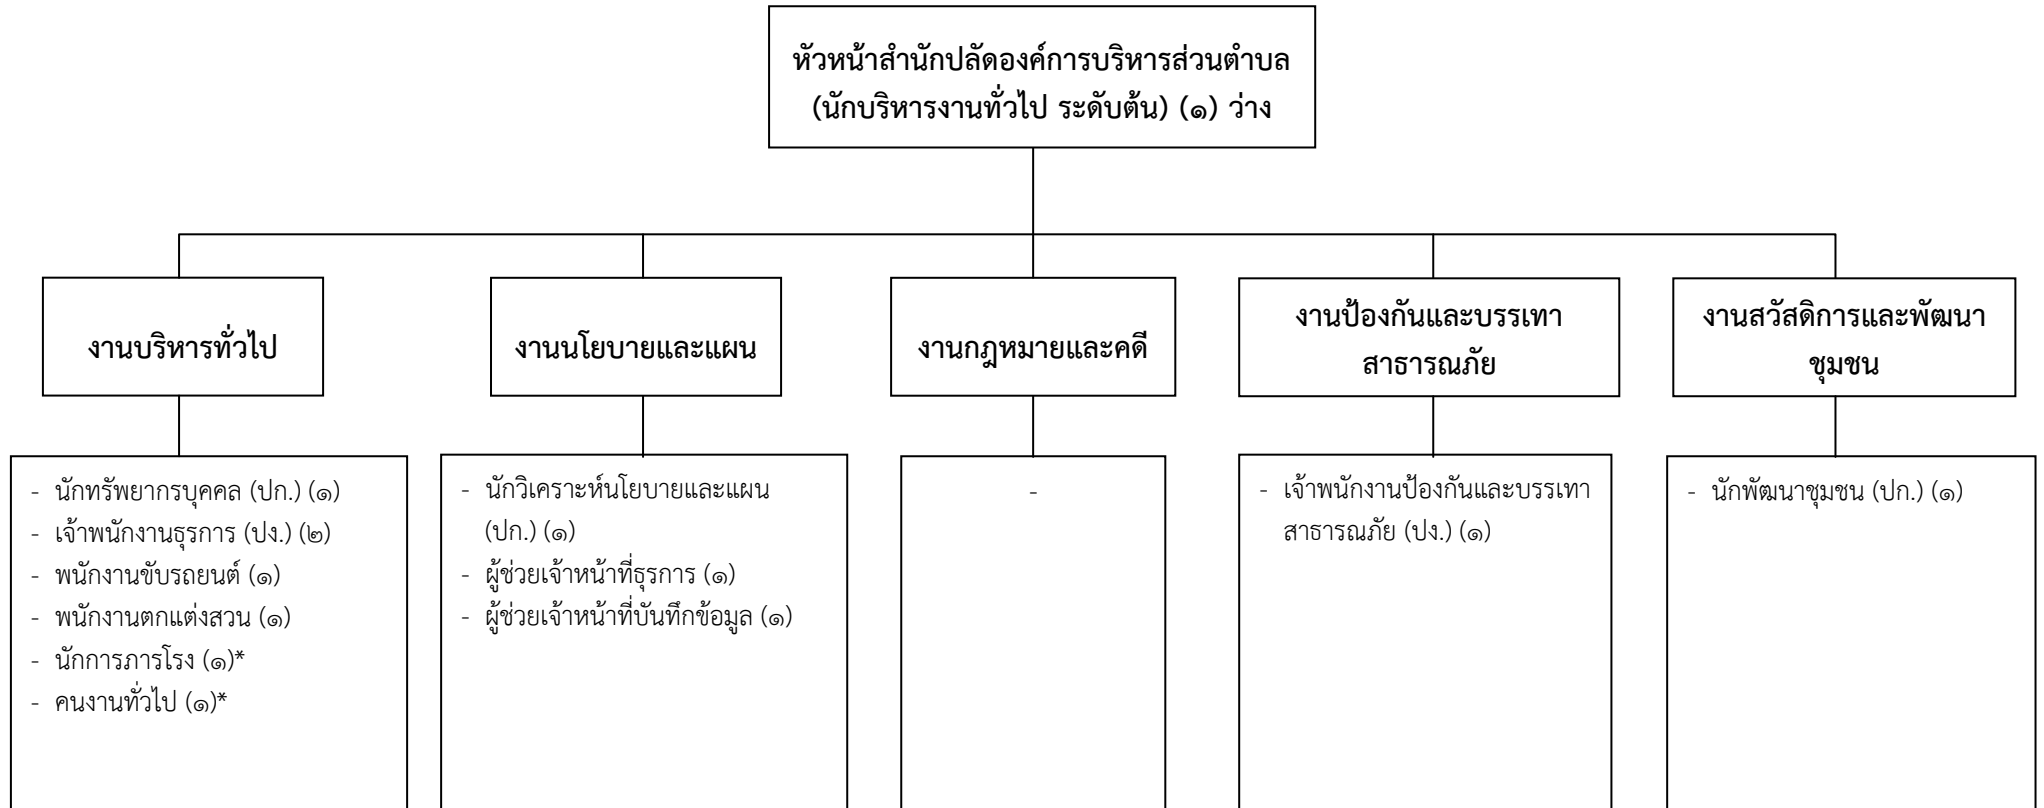 หัวหน้าสำนักปลัดองค์การบริหารส่วนตำบล
(นักบริหารงานทั่วไป ระดับต้น) (๑) ว่าง
งานบริหารทั่วไป
งานนโยบายและแผน
งานกฎหมายและคดี
งานป้องกันและบรรเทา
สาธารณภัย
งานสวัสดิการและพัฒนา
ชุมชน
- นักทรัพยากรบุคคล (ปก.) (๑)
- เจ้าพนักงานธุรการ (ปง.) (๒)
- พนักงานขับรถยนต์ (๑)
- พนักงานตกแต่งสวน (๑)
- นักการภารโรง (๑)*
- คนงานทั่วไป (๑)*
- นักวิเคราะห์นโยบายและแผน
(ปก.) (๑)
- ผู้ช่วยเจ้าหน้าที่ธุรการ (๑)
- ผู้ช่วยเจ้าหน้าที่บันทึกข้อมูล (๑)
-
- เจ้าพนักงานป้องกันและบรรเทา
สาธารณภัย (ปง.) (๑)
- นักพัฒนาชุมชน (ปก.) (๑)